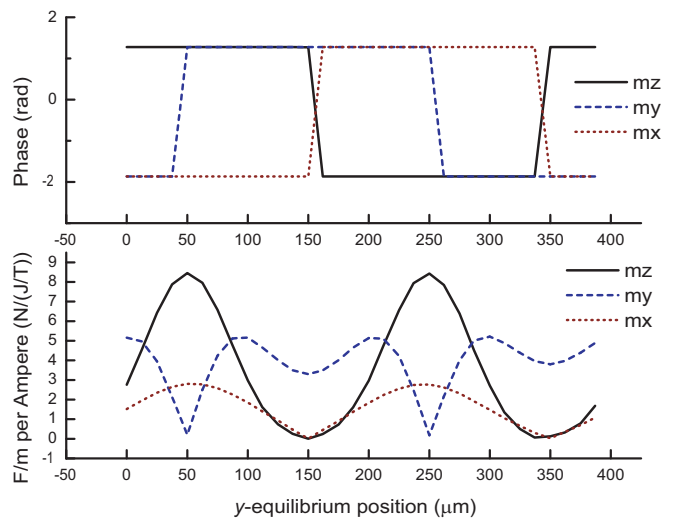 2
0
-2
Phase (rad)
mz
my
mx
-50 0 50 100 150 200 250 300 350 400
9
8
7
6
5
4
3
2
1
0
-1
F/m per Ampere (N/(J/T))
mz
my
mx
-50 0 50 100 150 200 250 300 350 400
y-equilibrium position (μm)